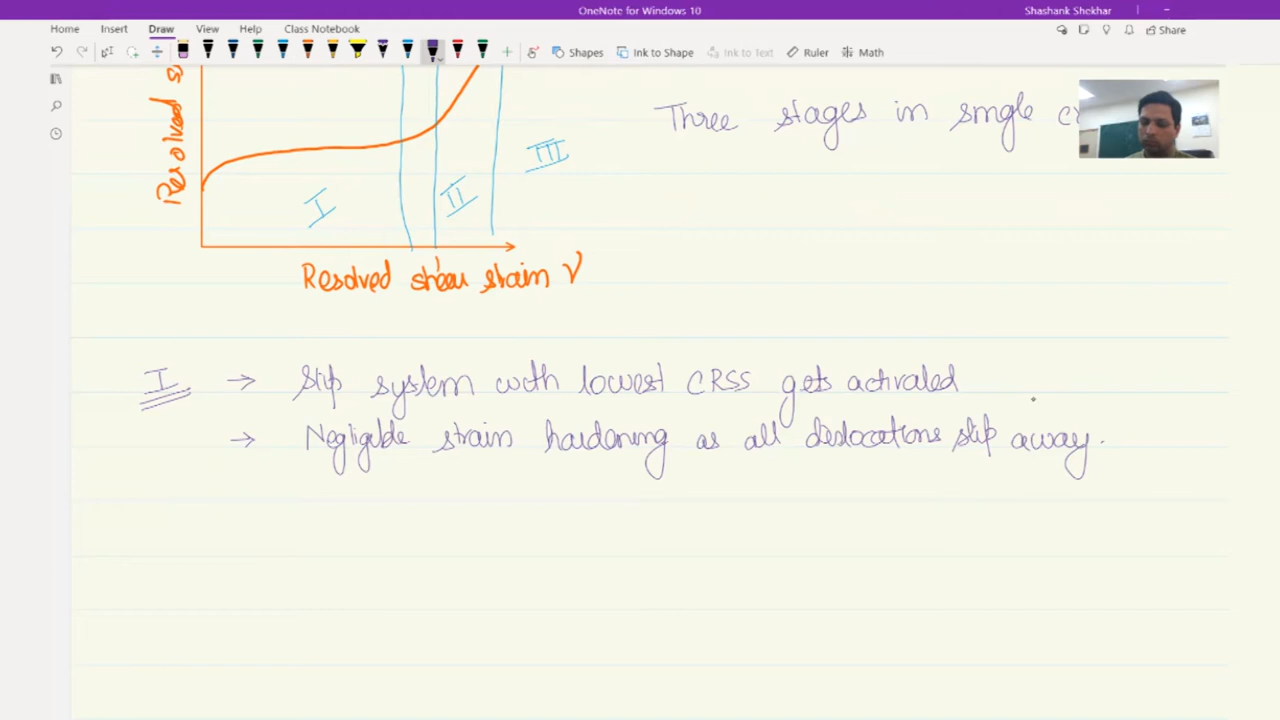 OneNote for Windows 10
Shashank Shekhar
Home Insert Draw View Help Class Notebook
Share
Shapes Ink to Shape Ink to Text Ruler Math
Resolved s
Three stages in single c
I
II
III
Resolved shear strain γ
I → Slip system with lowest CRSS gets activated
→ Negligible strain hardening as all dislocations slip away.